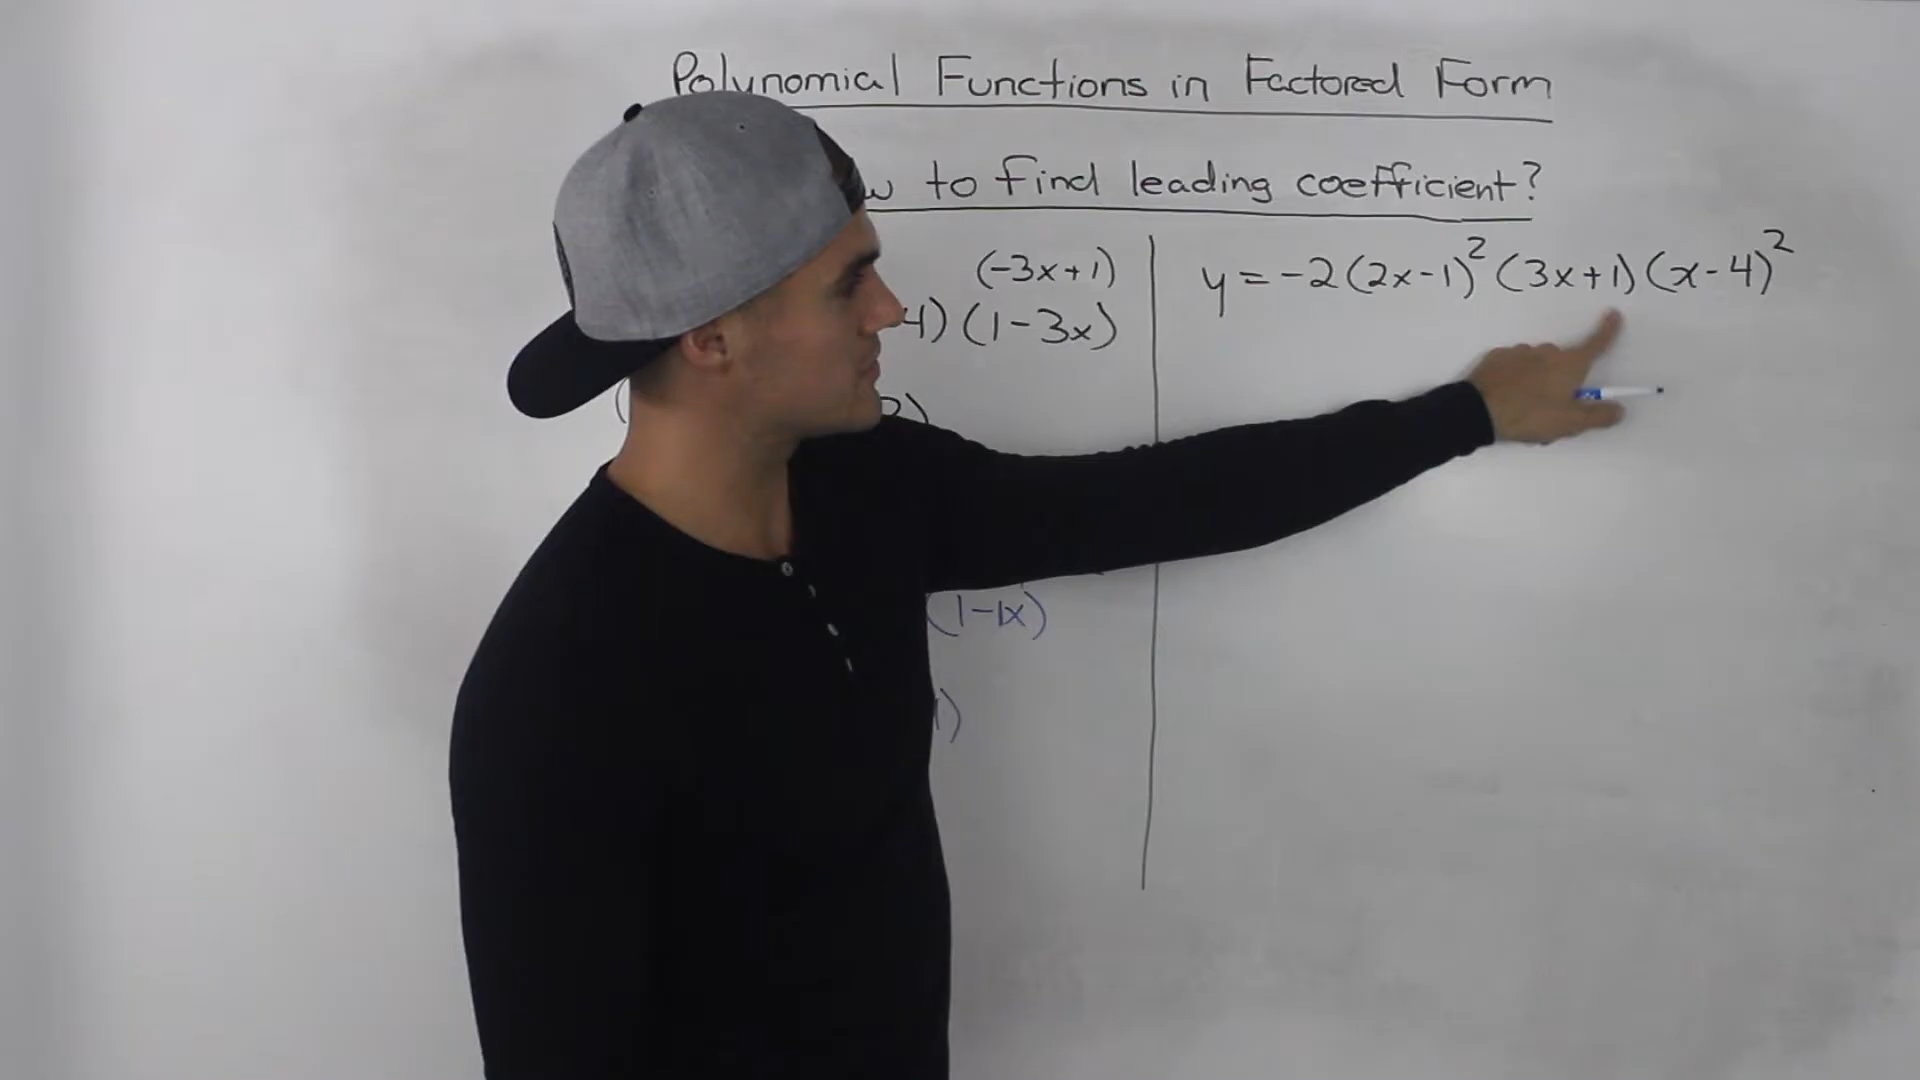 Polynomial Functions in Factored Form
to find leading coefficient?
(-3x+1)
4)(1-3x)
(1-1x)
y = -2(2x-1)² (3x+1)(x-4)²